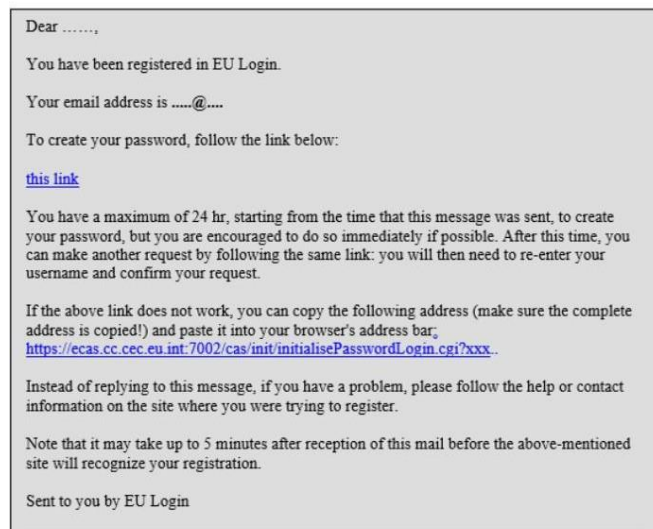 Dear ......,
You have been registered in EU Login.
Your email address is .....@....
To create your password, follow the link below:
this link
You have a maximum of 24 hr, starting from the time that this message was sent, to create
your password, but you are encouraged to do so immediately if possible. After this time, you
can make another request by following the same link: you will then need to re-enter your
username and confirm your request.
If the above link does not work, you can copy the following address (make sure the complete
address is copied!) and paste it into your browser's address bar:
https://ecas.cc.cec.eu.int:7002/cas/init/initialisePasswordLogin.cgi?xxx..
Instead of replying to this message, if you have a problem, please follow the help or contact
information on the site where you were trying to register.
Note that it may take up to 5 minutes after reception of this mail before the above-mentioned
site will recognize your registration.
Sent to you by EU Login